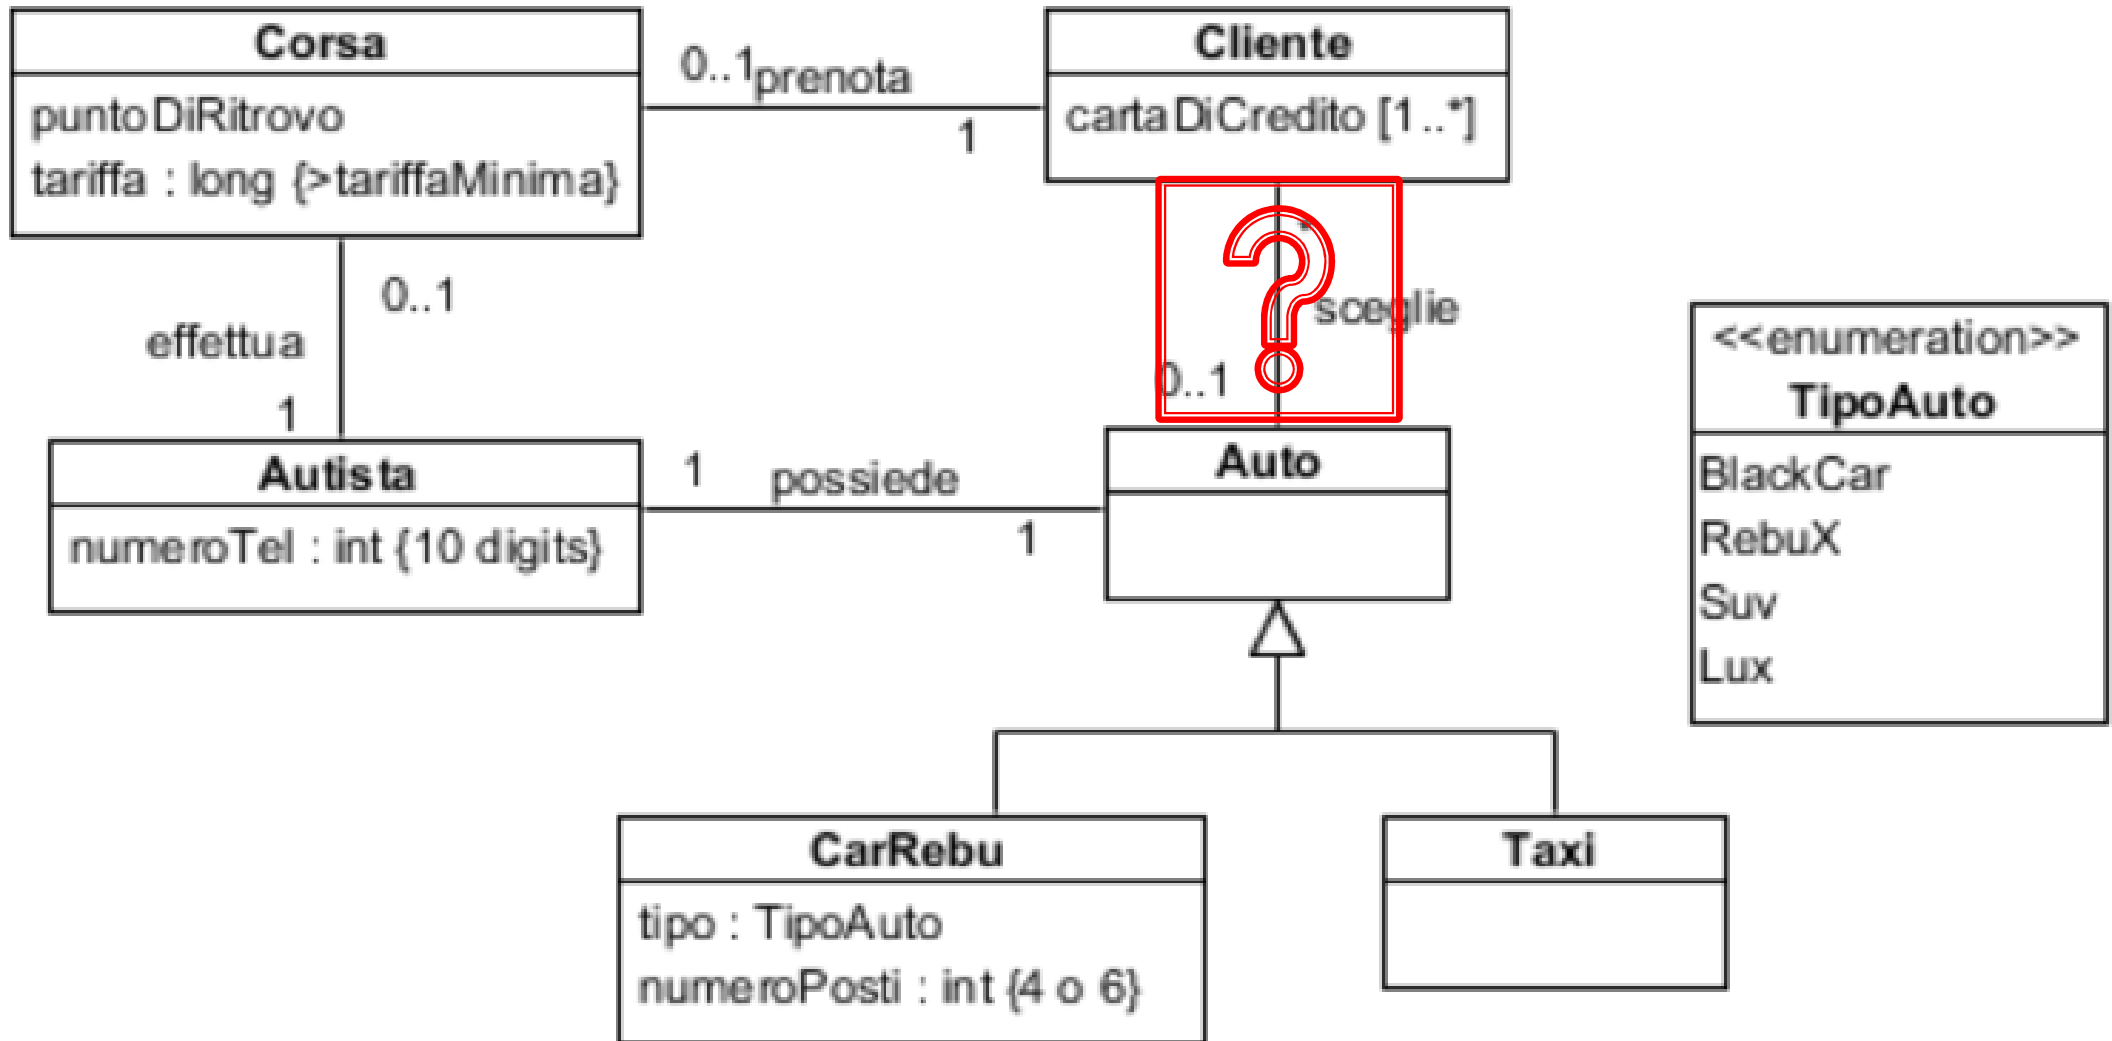 Corsa
puntoDiRitrovo
tariffa : long {>tariffaMinima}
0..1
prenota
1
Cliente
cartaDiCredito [1..*]
*
sceglie
0..1
effettua
0..1
1
Autista
numeroTel : int {10 digits}
1
possiede
1
Auto
<<enumeration>>
TipoAuto
BlackCar
RebuX
Suv
Lux
CarRebu
tipo : TipoAuto
numeroPosti : int {4 o 6}
Taxi
?